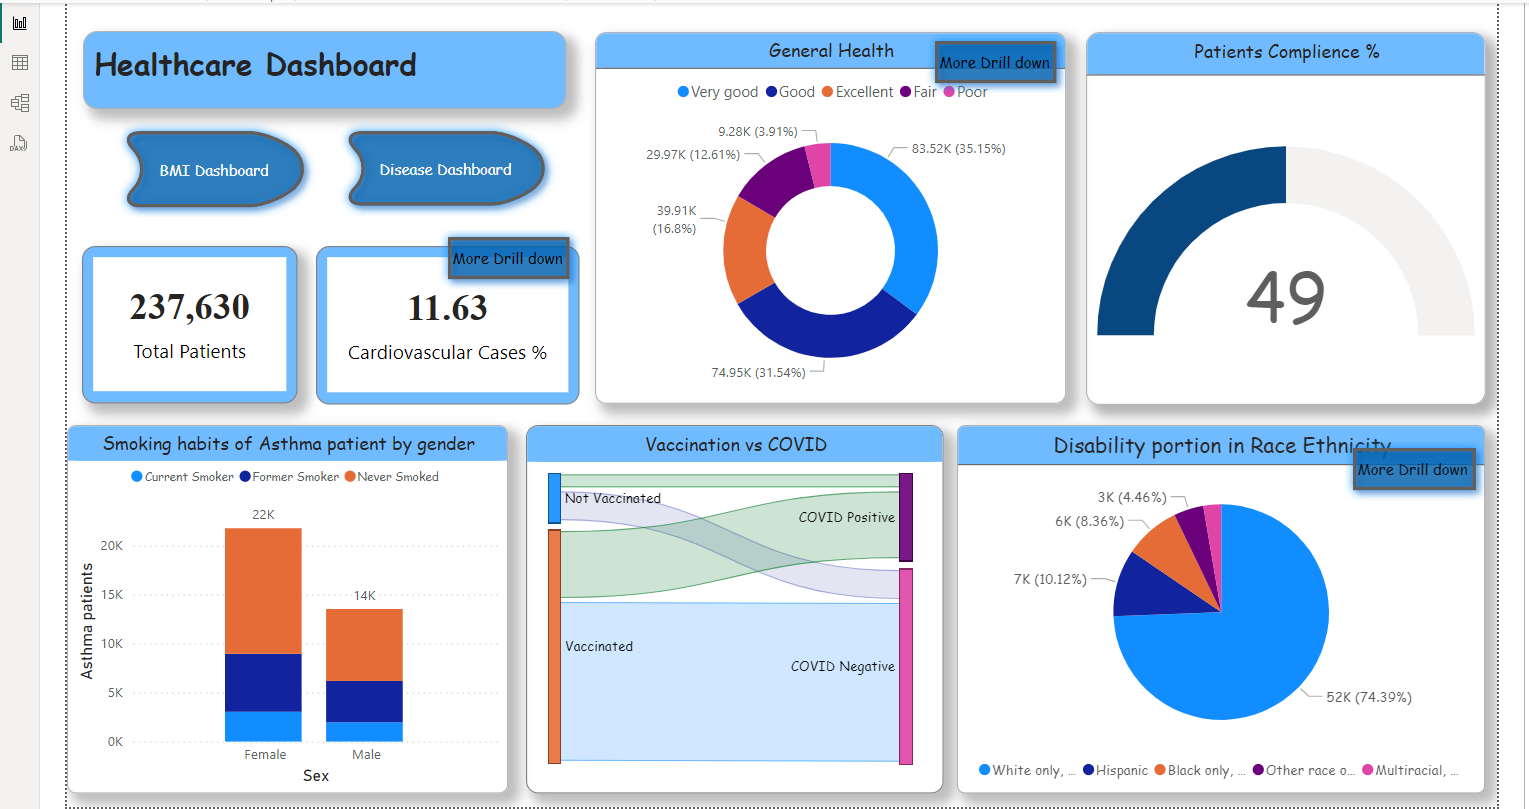 Healthcare Dashboard
BMI Dashboard
Disease Dashboard
237,630
Total Patients
More Drill down
11.63
Cardiovascular Cases %
General Health
More Drill down
Very good Good Excellent Fair Poor
9.28K (3.91%)
83.52K (35.15%)
29.97K (12.61%)
39.91K
(16.8%)
74.95K (31.54%)
Patients Complience %
49
Smoking habits of Asthma patient by gender
Current Smoker Former Smoker Never Smoked
22K
20K
14K
15K
10K
5K
0K
Asthma patients
Female Male
Sex
Vaccination vs COVID
Not Vaccinated
COVID Positive
Vaccinated
COVID Negative
Disability portion in Race Ethnicity
More Drill down
3K (4.46%)
6K (8.36%)
7K (10.12%)
52K (74.39%)
White only, ... Hispanic Black only, ... Other race o... Multiracial, ...
DAX